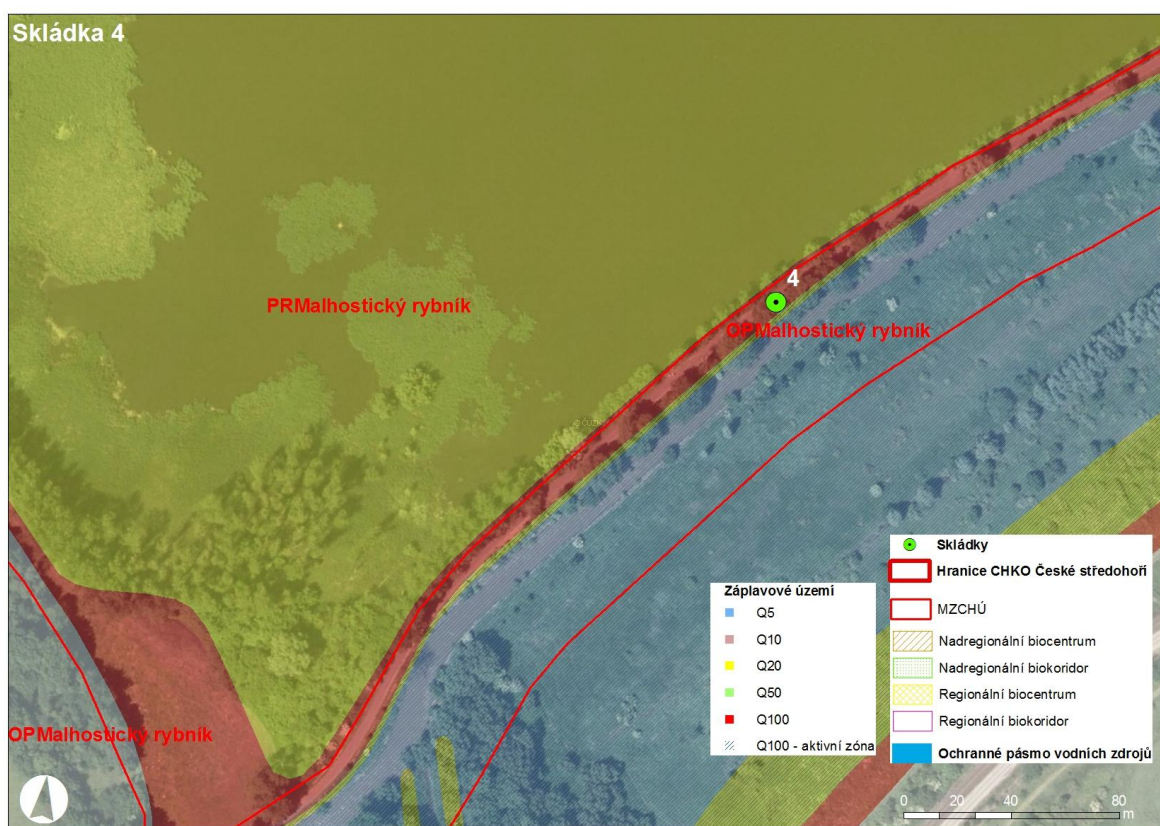 Skládka 4
4
PRMalhostický rybník
OPMalhostický rybník
OPMalhostický rybník
Záplavové území
Q5
Q10
Q20
Q50
Q100
Q100 - aktivní zóna
Skládky
Hranice CHKO České středohoří
MZCHÚ
Nadregionální biocentrum
Nadregionální biokoridor
Regionální biocentrum
Regionální biokoridor
Ochranné pásmo vodních zdrojů
0 20 40 80
m